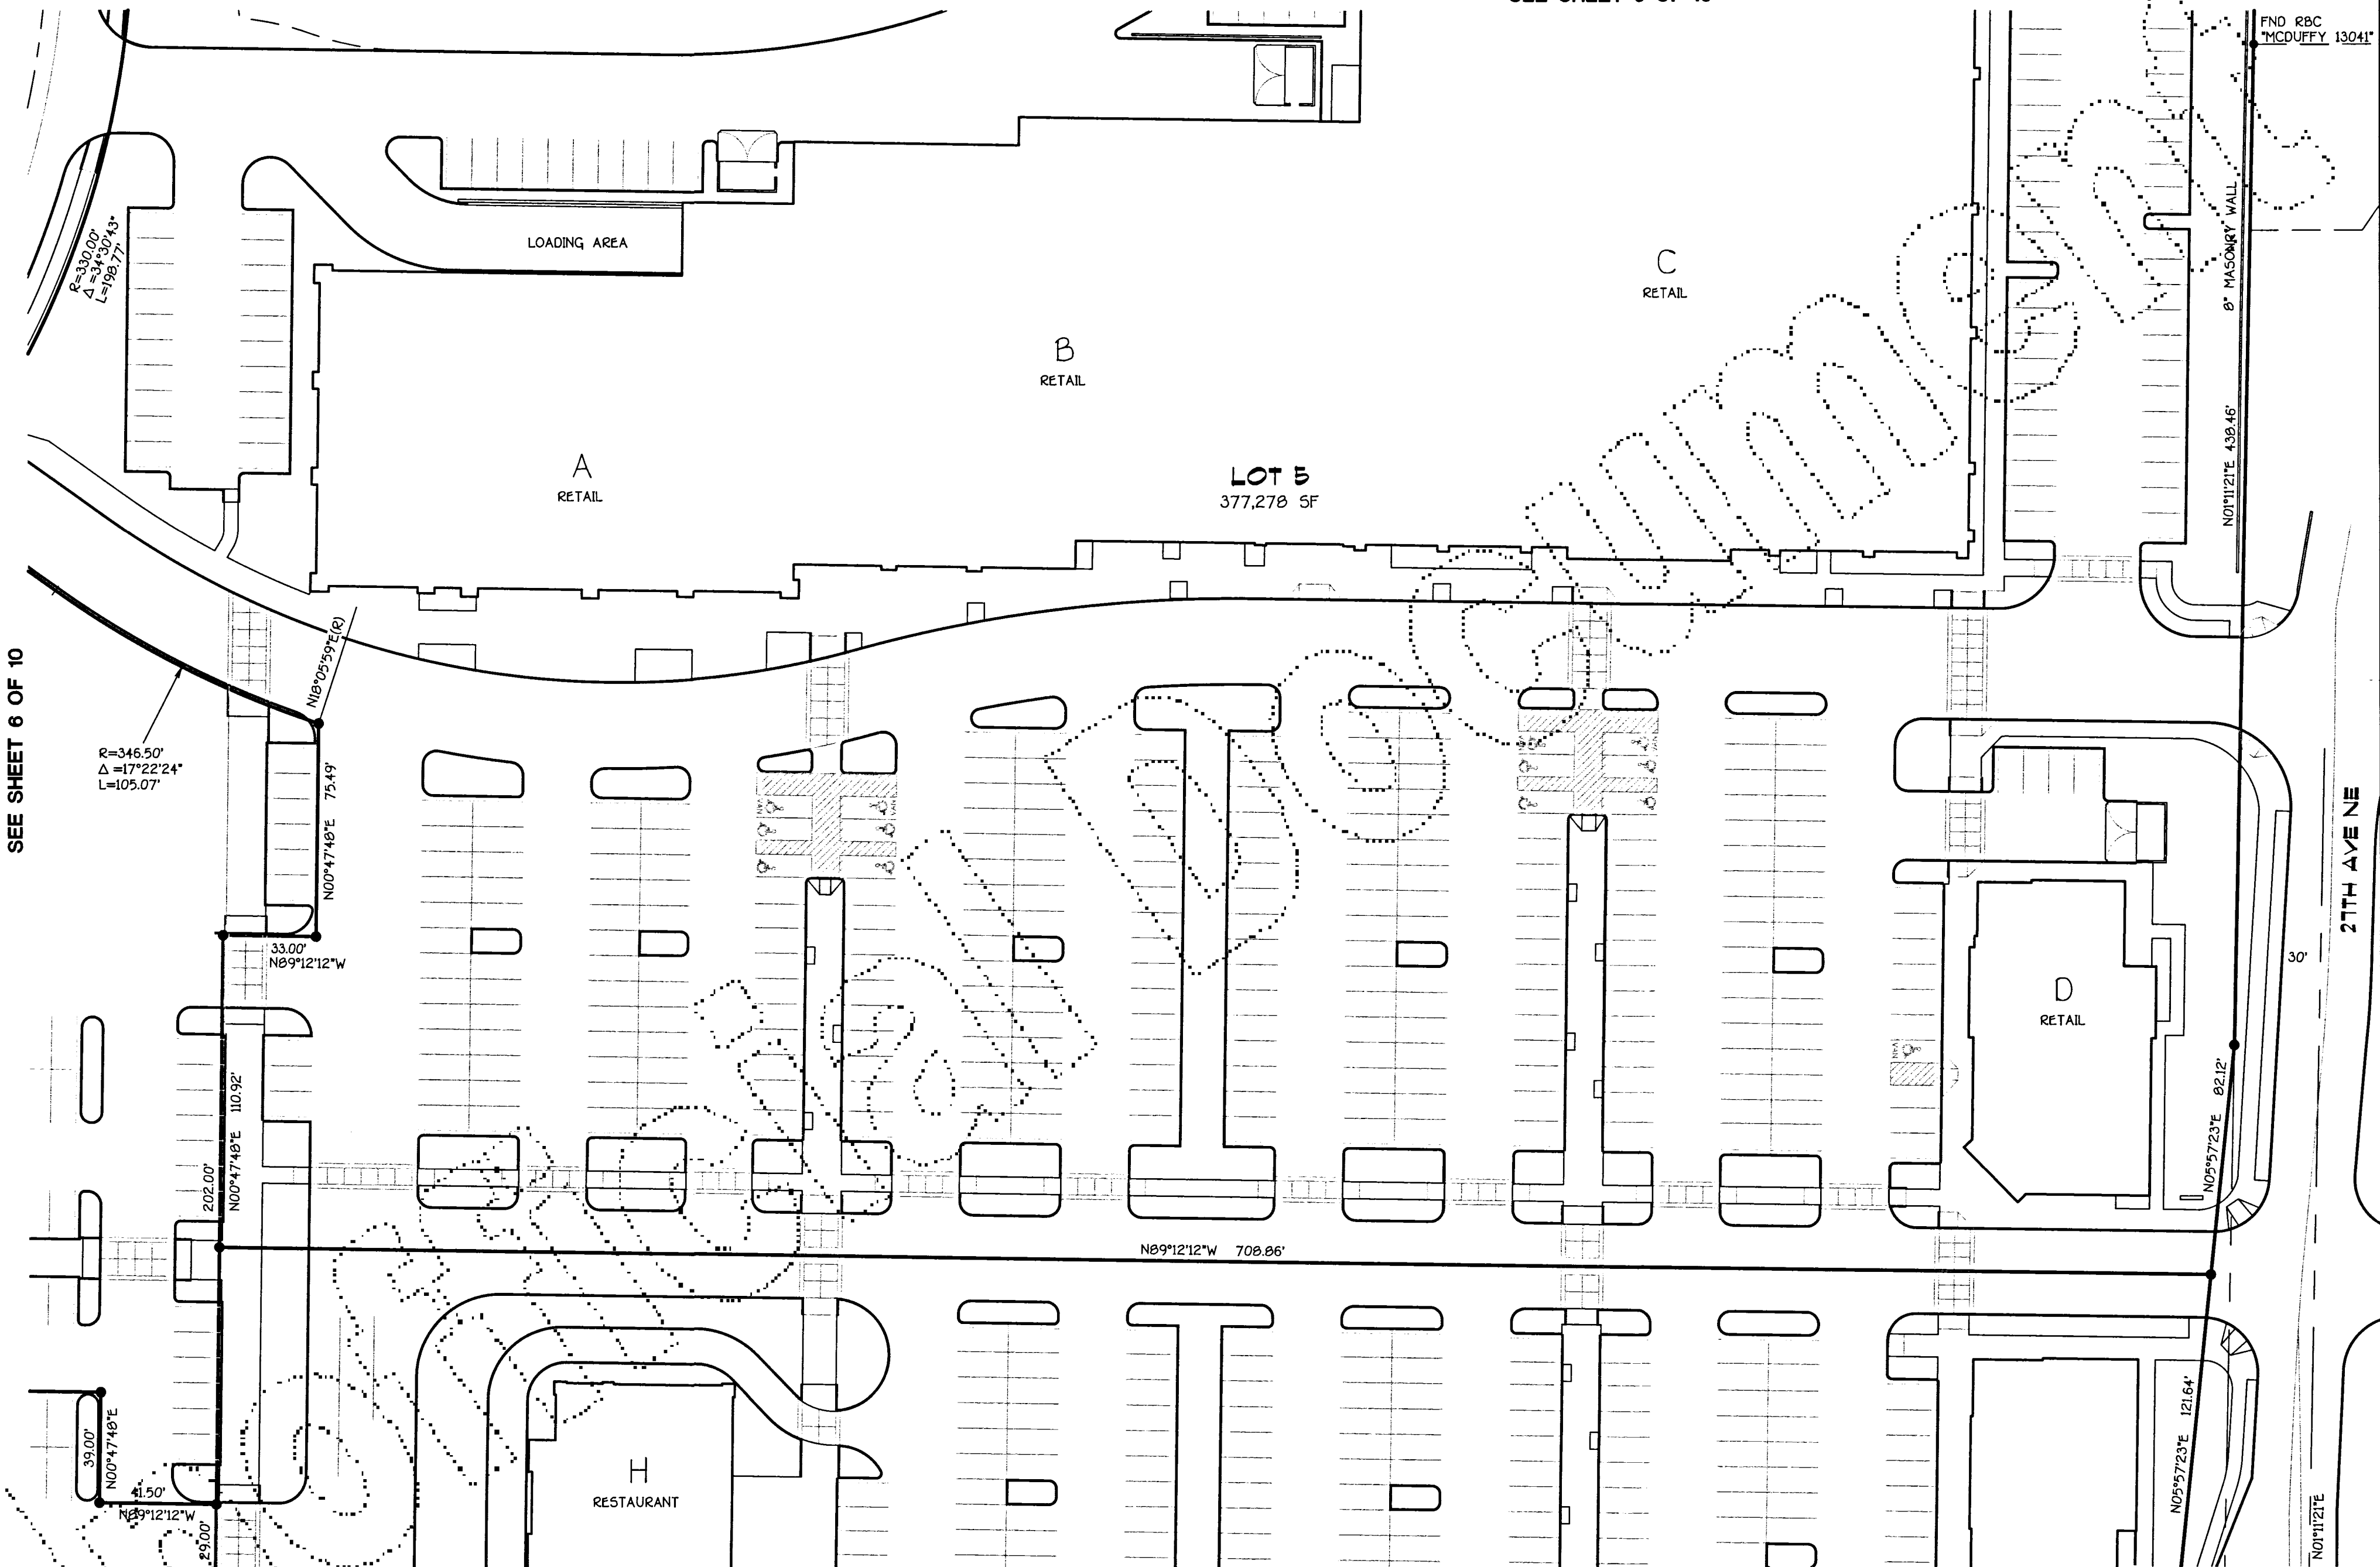 FND RBC
"MCDUFFY 13041"
R=330.00'
Δ =34°30'43"
L=198.77'
LOADING AREA
8" MASONRY WALL
C
RETAIL
B
RETAIL
A
RETAIL
LOT 5
377,278 SF
N01°11'21"E 438.46'
SEE SHEET 6 OF 10
N18°05'59"E(R)
R=346.50'
Δ =17°22'24"
L=105.07'
N00°47'48"E 75.49'
33.00'
N89°12'12"W
27TH AVE NE
30'
D
RETAIL
VAN
82.12'
N05°57'23"E
110.92'
N00°47'48"E
202.00'
N89°12'12"W 708.86'
39.00'
N00°47'48"E
41.50'
N89°12'12"W
29.00'
H
RESTAURANT
N05°57'23"E 121.64'
N01°11'21"E